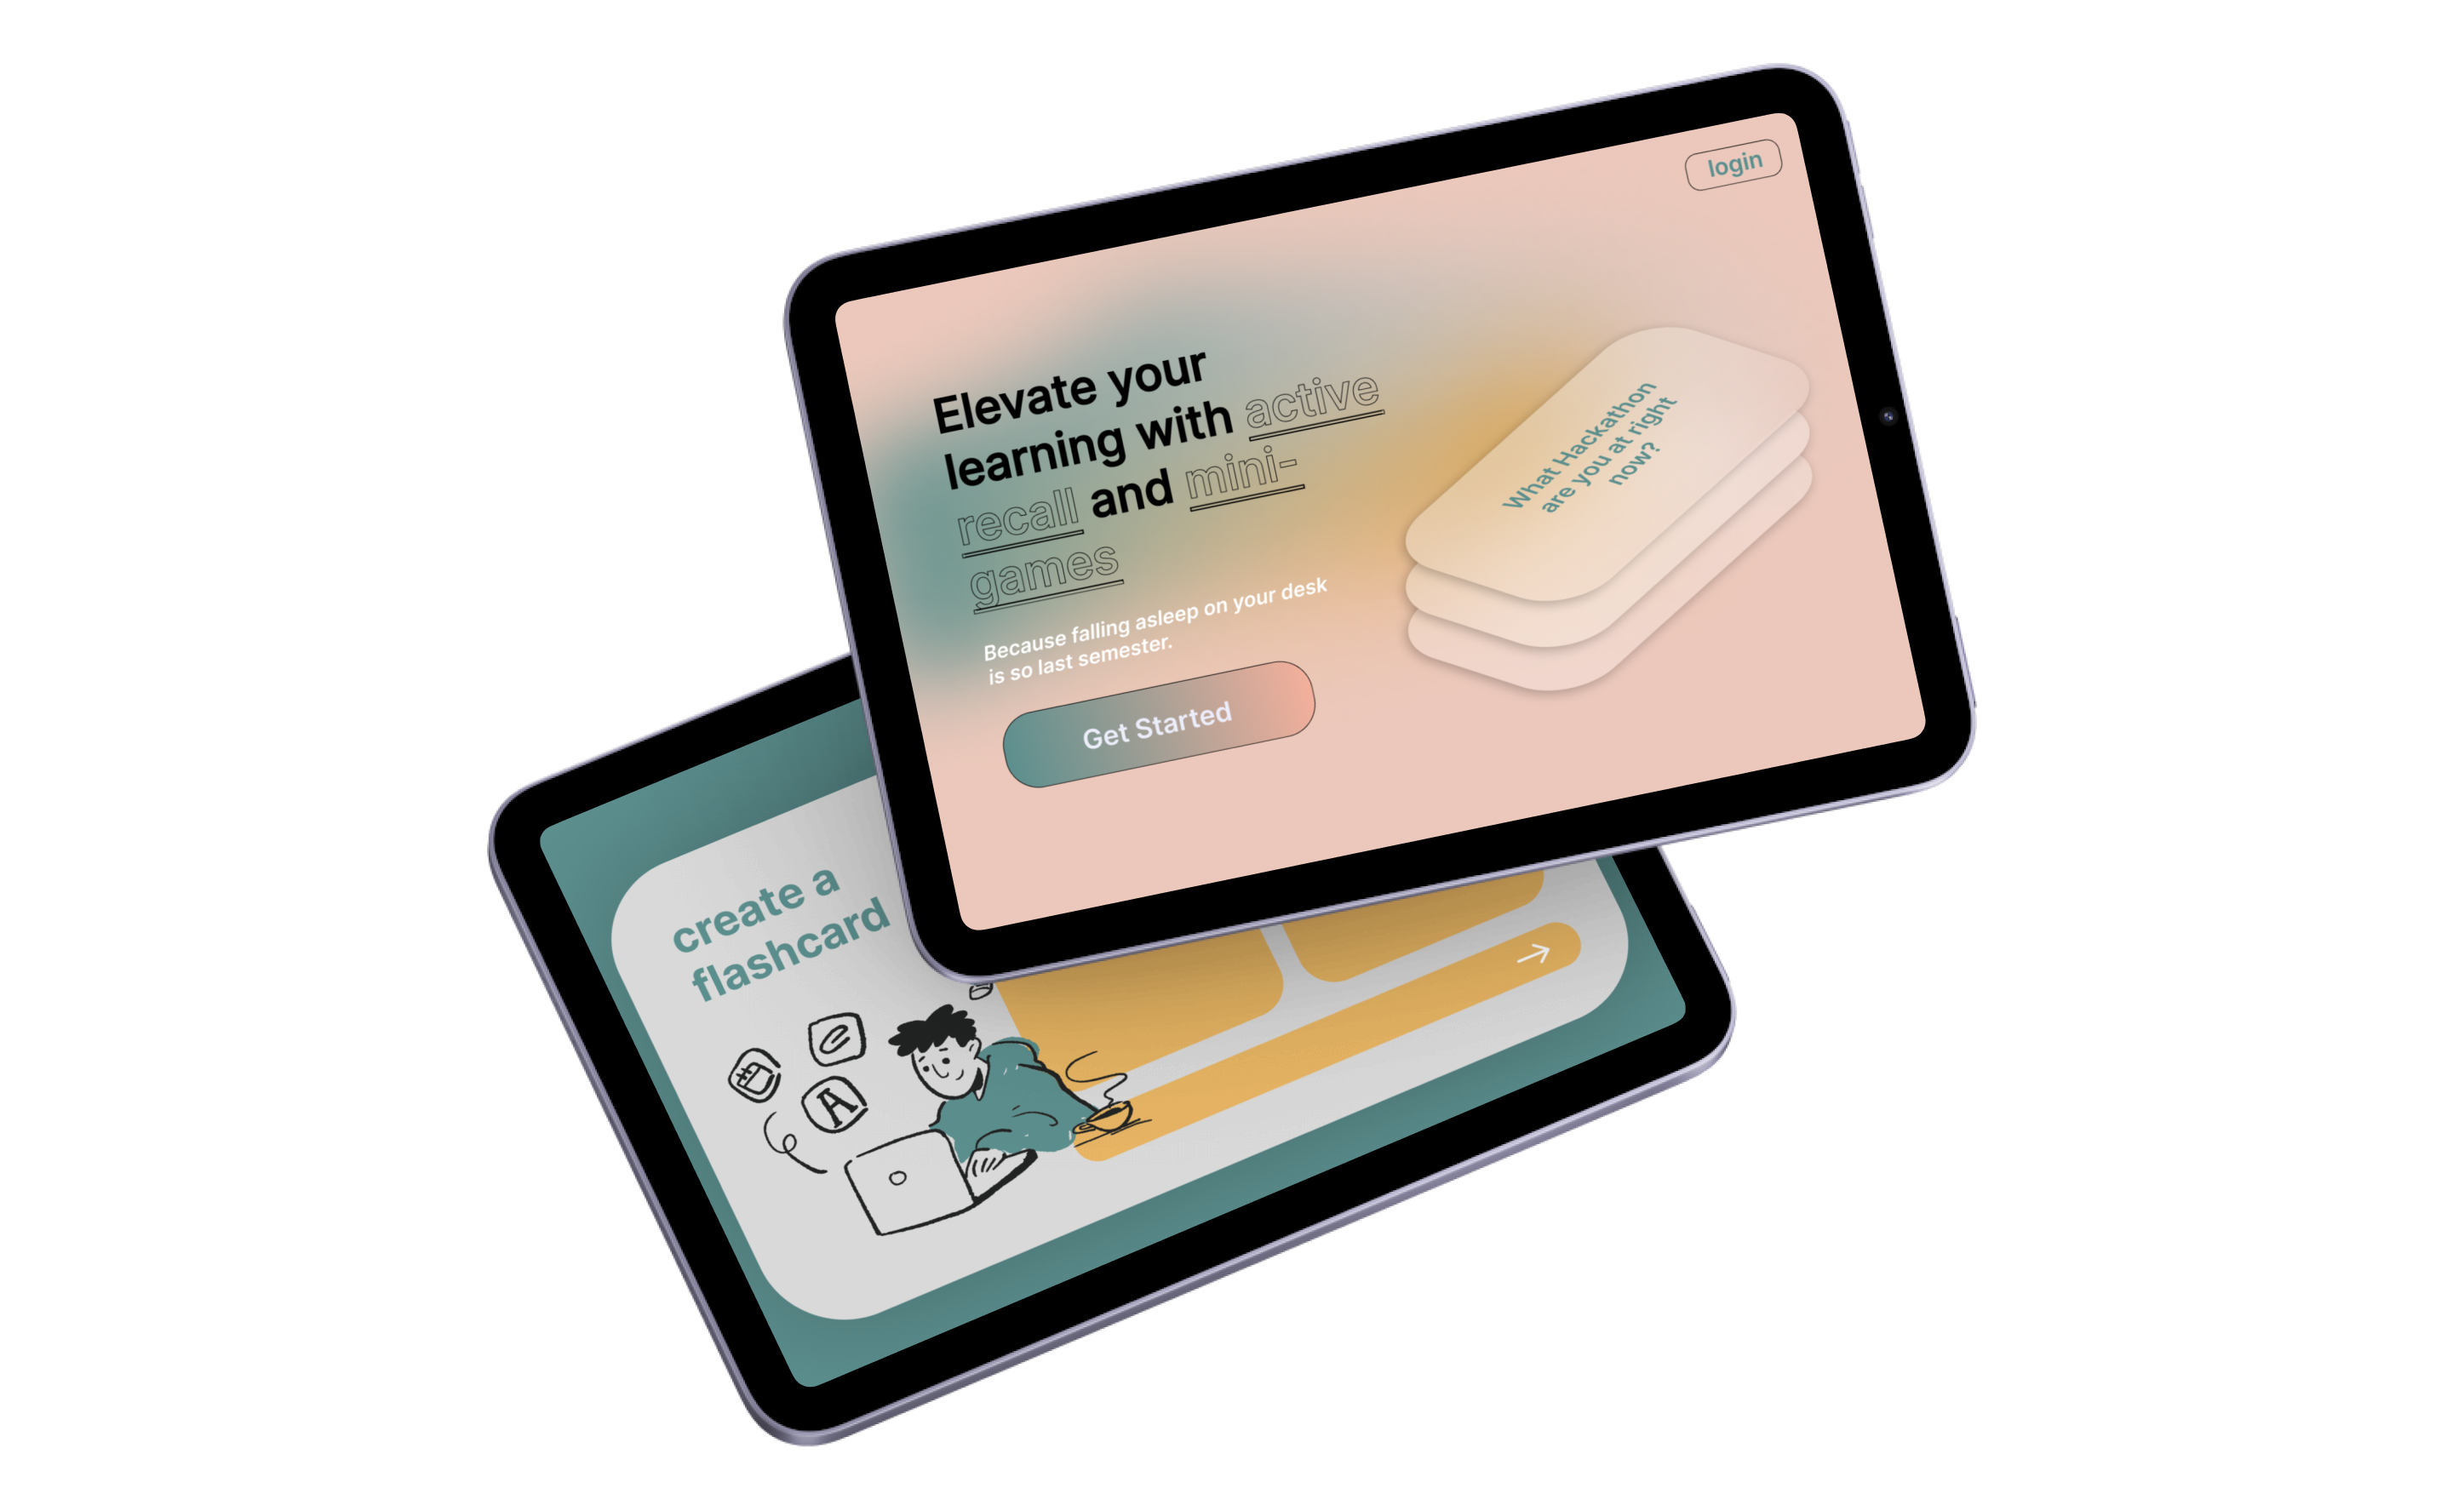 login
Elevate your
learning with active
recall and mini-
games
Because falling asleep on your desk
is so last semester.
Get Started
What Hackathon
are you at right
now?
create a
flashcard
A